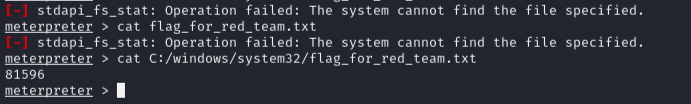 [-] stdapi_fs_stat: Operation failed: The system cannot find the file specified.
meterpreter > cat flag_for_red_team.txt
[-] stdapi_fs_stat: Operation failed: The system cannot find the file specified.
meterpreter > cat C:/windows/system32/flag_for_red_team.txt
81596
meterpreter >